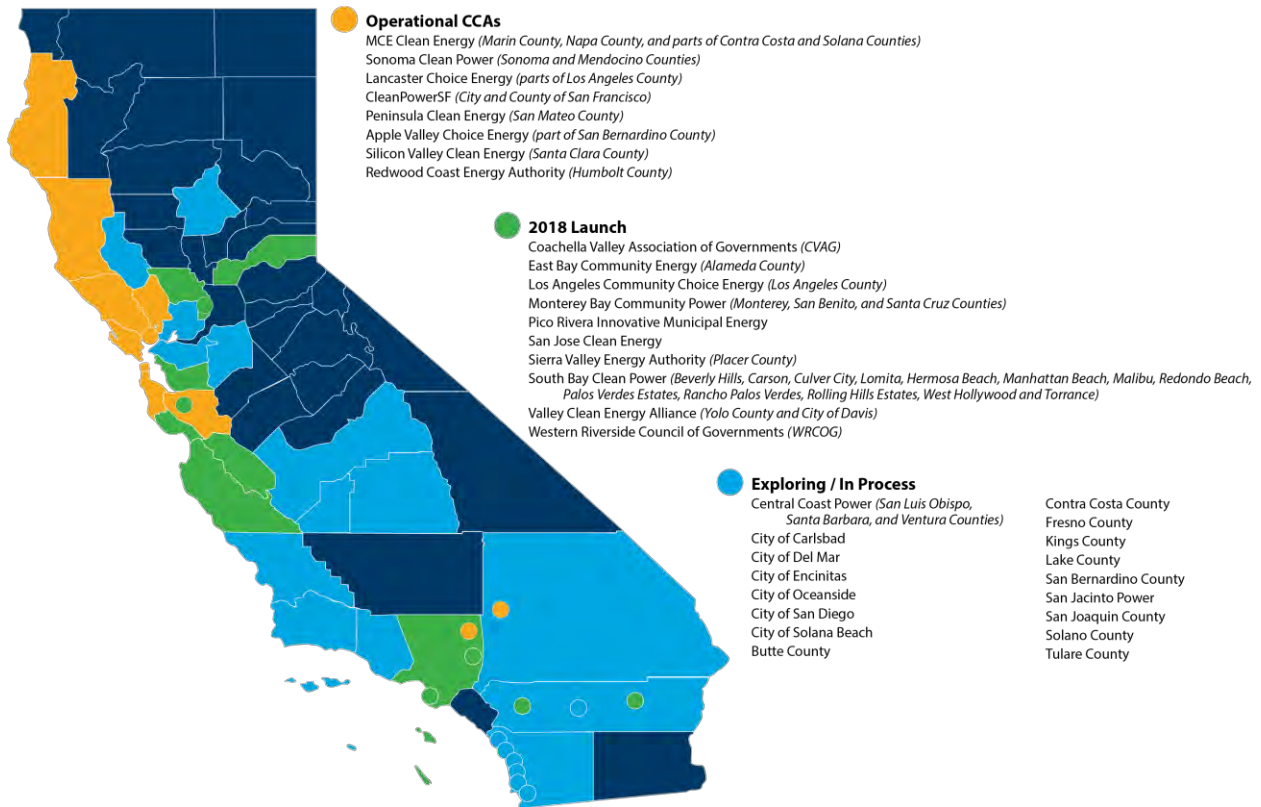 Operational CCAs
MCE Clean Energy (Marin County, Napa County, and parts of Contra Costa and Solana Counties)
Sonoma Clean Power (Sonoma and Mendocino Counties)
Lancaster Choice Energy (parts of Los Angeles County)
CleanPowerSF (City and County of San Francisco)
Peninsula Clean Energy (San Mateo County)
Apple Valley Choice Energy (part of San Bernardino County)
Silicon Valley Clean Energy (Santa Clara County)
Redwood Coast Energy Authority (Humbolt County)
2018 Launch
Coachella Valley Association of Governments (CVAG)
East Bay Community Energy (Alameda County)
Los Angeles Community Choice Energy (Los Angeles County)
Monterey Bay Community Power (Monterey, San Benito, and Santa Cruz Counties)
Pico Rivera Innovative Municipal Energy
San Jose Clean Energy
Sierra Valley Energy Authority (Placer County)
South Bay Clean Power (Beverly Hills, Carson, Culver City, Lomita, Hermosa Beach, Manhattan Beach, Malibu, Redondo Beach,
Palos Verdes Estates, Rancho Palos Verdes, Rolling Hills Estates, West Hollywood and Torrance)
Valley Clean Energy Alliance (Yolo County and City of Davis)
Western Riverside Council of Governments (WRCOG)
Exploring / In Process
Central Coast Power (San Luis Obispo,
Santa Barbara, and Ventura Counties)
City of Carlsbad
City of Del Mar
City of Encinitas
City of Oceanside
City of San Diego
City of Solana Beach
Butte County
Contra Costa County
Fresno County
Kings County
Lake County
San Bernardino County
San Jacinto Power
San Joaquin County
Solano County
Tulare County